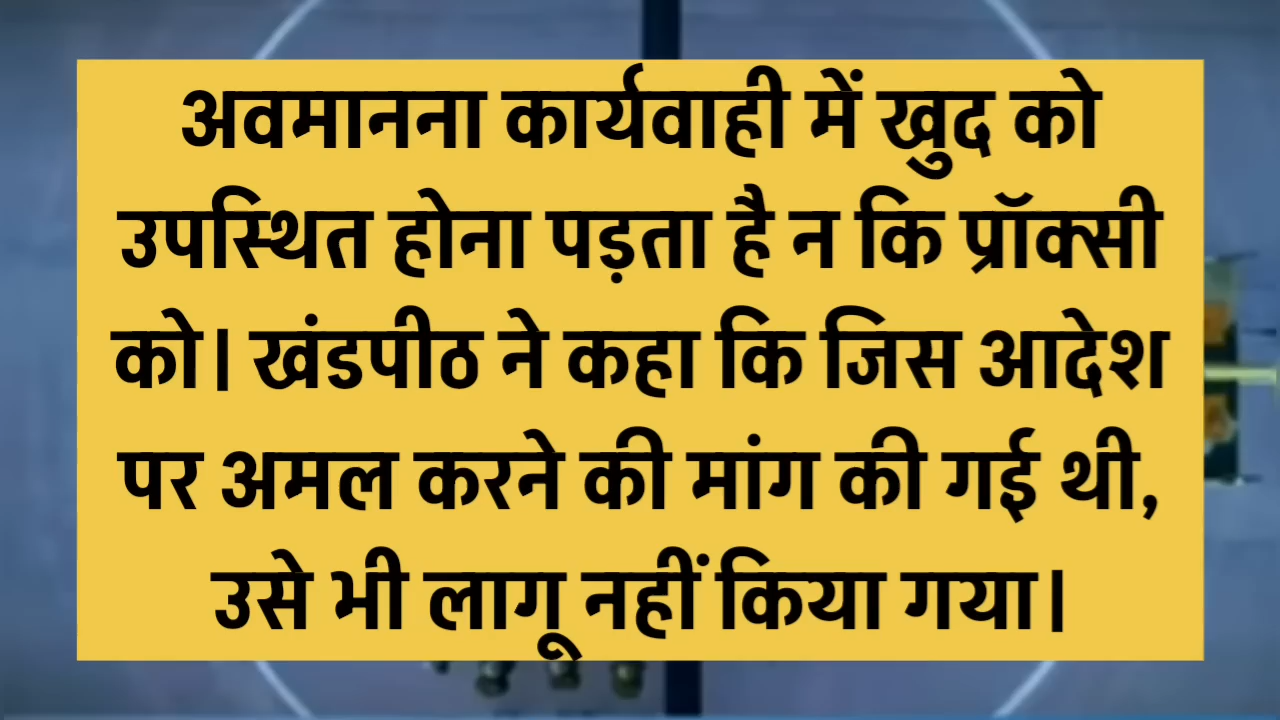 अवमानना कार्यवाही में खुद को
उपस्थित होना पड़ता है न कि प्रॉक्सी
को। खंडपीठ ने कहा कि जिस आदेश
पर अमल करने की मांग की गई थी,
उसे भी लागू नहीं किया गया।